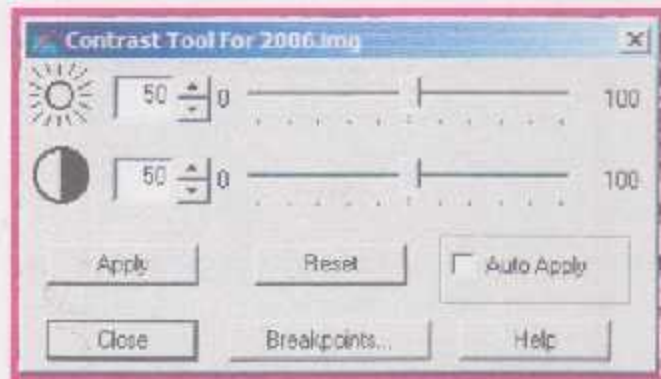 Contrast Tool For 2006.img
50 0 100
50 0 100
Apply Reset Auto Apply
Close Breakpoints... Help